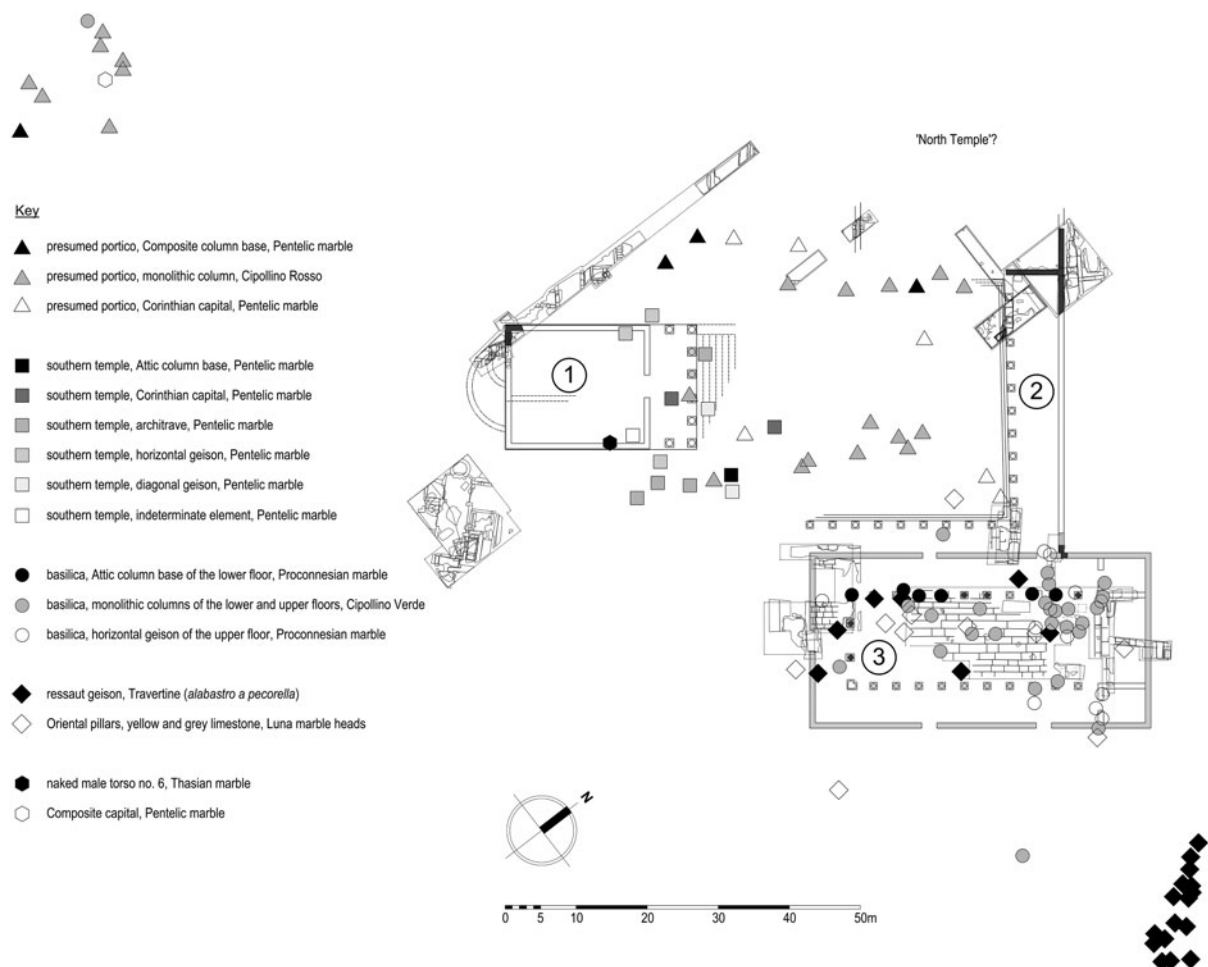 'North Temple'?
Key
presumed portico, Composite column base, Pentelic marble
presumed portico, monolithic column, Cipollino Rosso
presumed portico, Corinthian capital, Pentelic marble
southern temple, Attic column base, Pentelic marble
southern temple, Corinthian capital, Pentelic marble
southern temple, architrave, Pentelic marble
southern temple, horizontal geison, Pentelic marble
southern temple, diagonal geison, Pentelic marble
southern temple, indeterminate element, Pentelic marble
basilica, Attic column base of the lower floor, Proconnesian marble
basilica, monolithic columns of the lower and upper floors, Cipollino Verde
basilica, horizontal geison of the upper floor, Proconnesian marble
ressaut geison, Travertine (alabastro a pecorella)
Oriental pillars, yellow and grey limestone, Luna marble heads
naked male torso no. 6, Thasian marble
Composite capital, Pentelic marble
1
2
3
N
0 5 10 20 30 40 50m